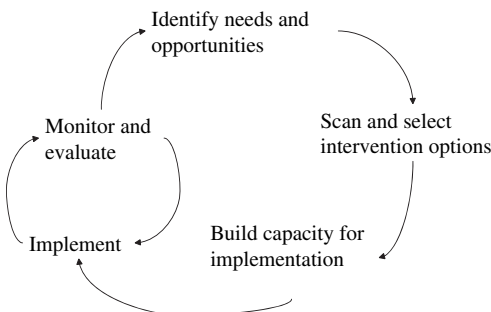 Identify needs and
opportunities
Scan and select
intervention options
Monitor and
evaluate
Build capacity for
implementation
Implement